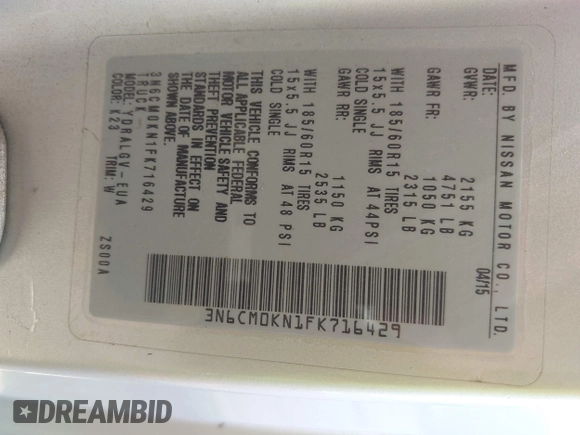 MFD. BY NISSAN MOTOR CO., LTD.
DATE: 04/15
GVWR: 2155 KG
4751 LB
GAWR FR: 1050 KG
2315 LB
WITH 185/60R15 TIRES
15x5.5 JJ RIMS AT 44PSI
COLD SINGLE
GAWR RR: 1150 KG
2535 LB
WITH 185/60R15 TIRES
15x5.5 JJ RIMS AT 48 PSI
COLD SINGLE
THIS VEHICLE CONFORMS TO
ALL APPLICABLE FEDERAL
MOTOR VEHICLE SAFETY AND
THEFT PREVENTION
STANDARDS IN EFFECT ON
THE DATE OF MANUFACTURE
SHOWN ABOVE.
3N6CM0KN1FK716429
TRUCK
MODEL: YDRALGV-EUA
COLOR: K23 TRIM: W
ZS00A
3N6CM0KN1FK716429
DREAMBID